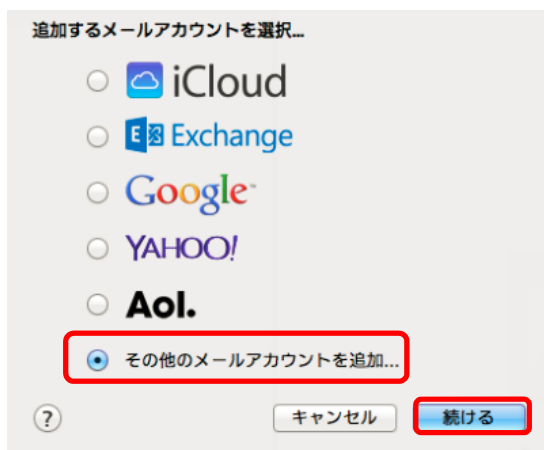 追加するメールアカウントを選択...
iCloud
E Exchange
Google™
YAHOO!
Aol.
その他のメールアカウントを追加...
? キャンセル 続ける